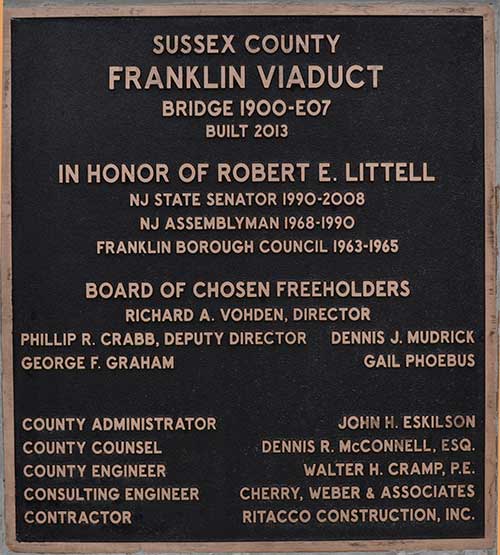 SUSSEX COUNTY
FRANKLIN VIADUCT
BRIDGE 1900-E07
BUILT 2013
IN HONOR OF ROBERT E. LITTELL
NJ STATE SENATOR 1990-2008
NJ ASSEMBLYMAN 1968-1990
FRANKLIN BOROUGH COUNCIL 1963-1965
BOARD OF CHOSEN FREEHOLDERS
RICHARD A. VOHDEN, DIRECTOR
PHILLIP R. CRABB, DEPUTY DIRECTOR DENNIS J. MUDRICK
GEORGE F. GRAHAM GAIL PHOEBUS
COUNTY ADMINISTRATOR JOHN H. ESKILSON
COUNTY COUNSEL DENNIS R. McCONNELL, ESQ.
COUNTY ENGINEER WALTER H. CRAMP, P.E.
CONSULTING ENGINEER CHERRY, WEBER & ASSOCIATES
CONTRACTOR RITACCO CONSTRUCTION, INC.